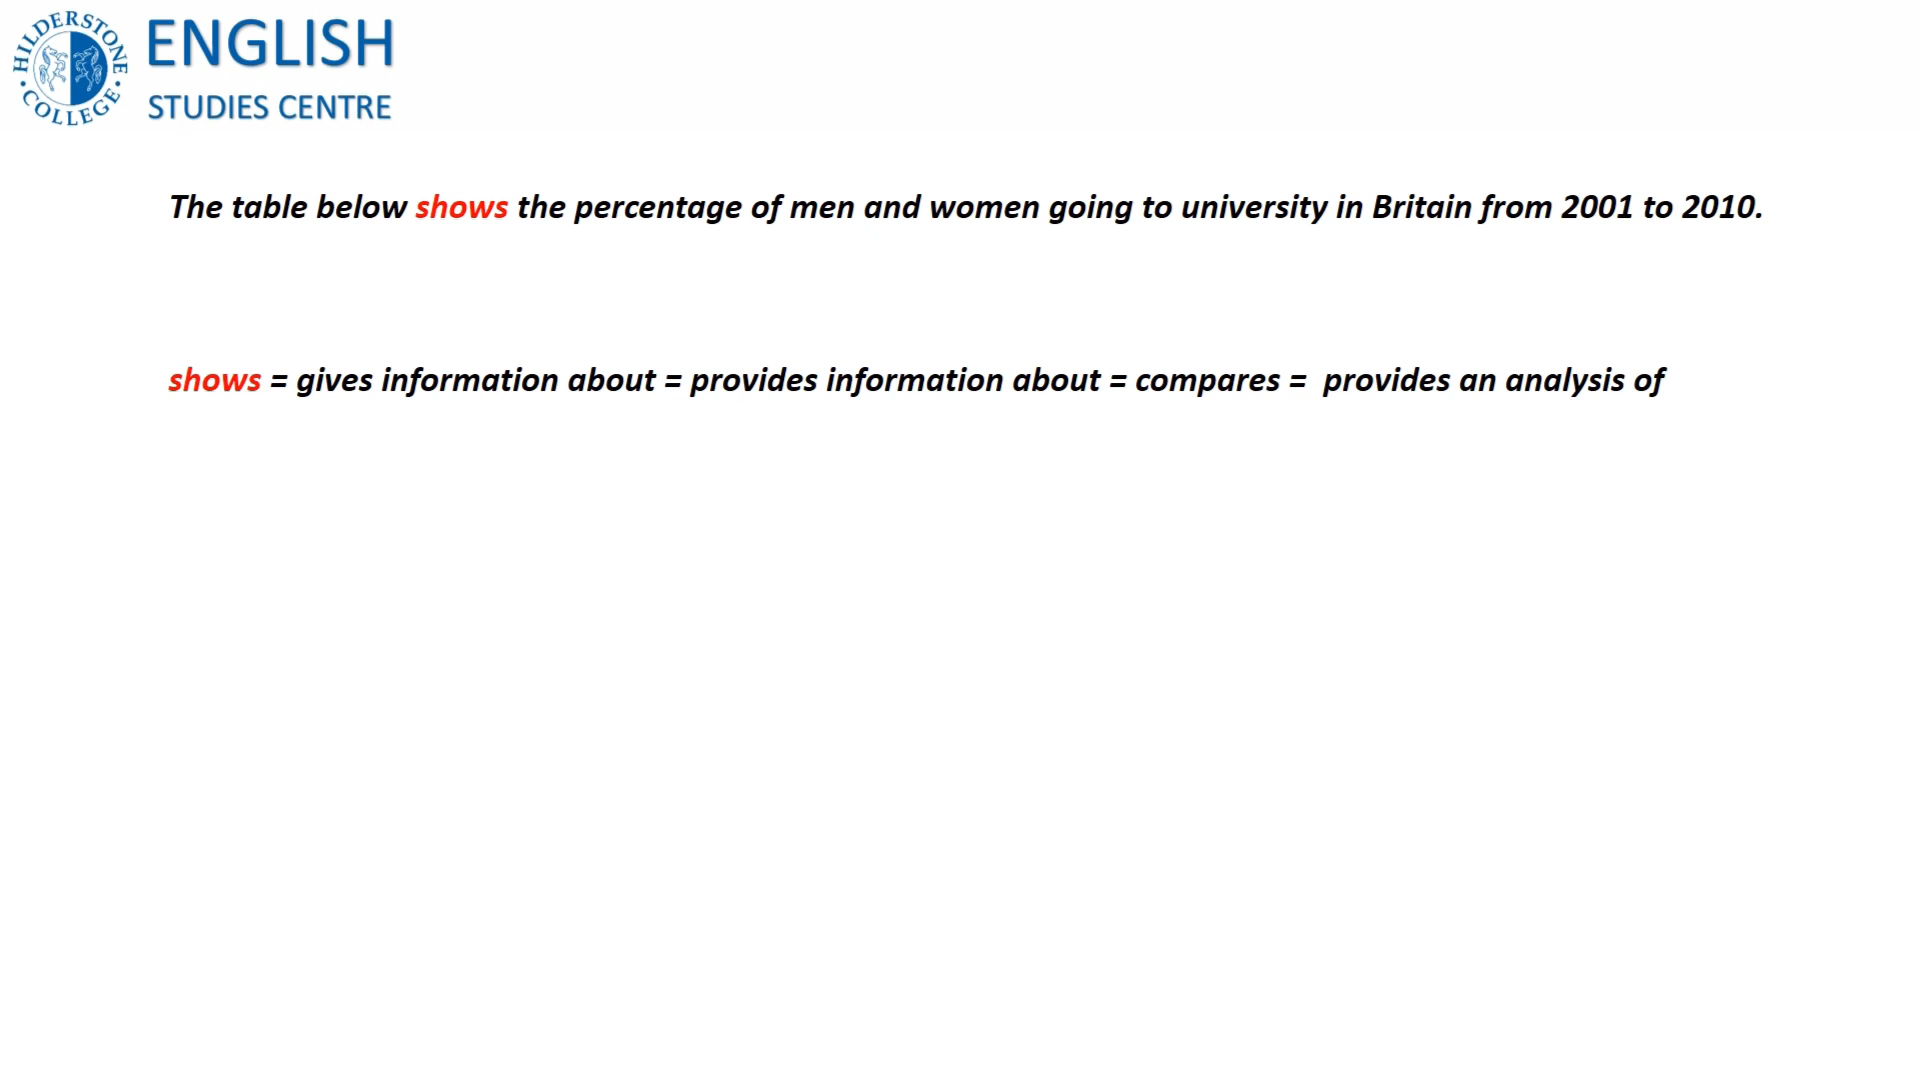 HILDERSTONE
COLLEGE
ENGLISH
STUDIES CENTRE
The table below shows the percentage of men and women going to university in Britain from 2001 to 2010.
shows = gives information about = provides information about = compares = provides an analysis of